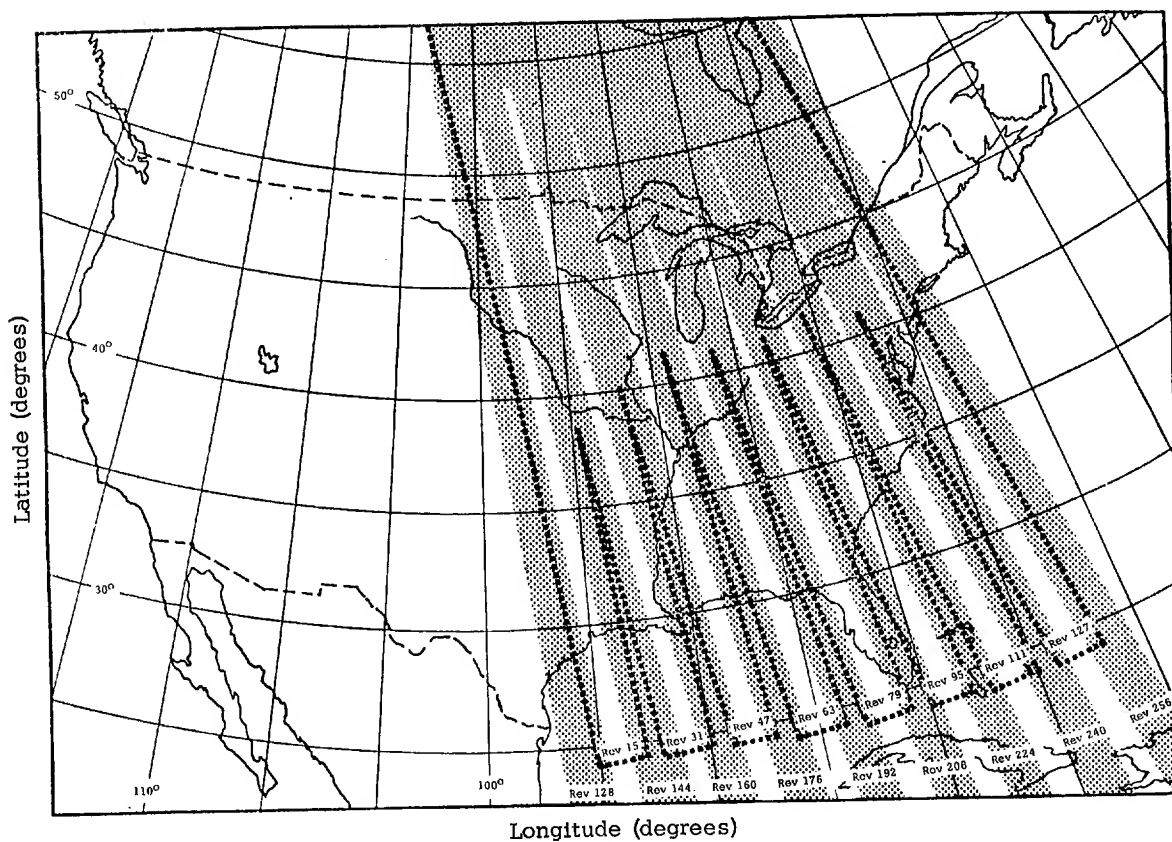 50°
40°
30°
Latitude (degrees)
Rev 127
Rev 111
Rev 95
Rev 79
Rev 63
Rev 47
Rev 31
Rev 15
Rev 256
Rev 240
Rev 224
Rev 208
Rev 192
Rev 176
Rev 160
Rev 144
Rev 128
110°
100°
Longitude (degrees)